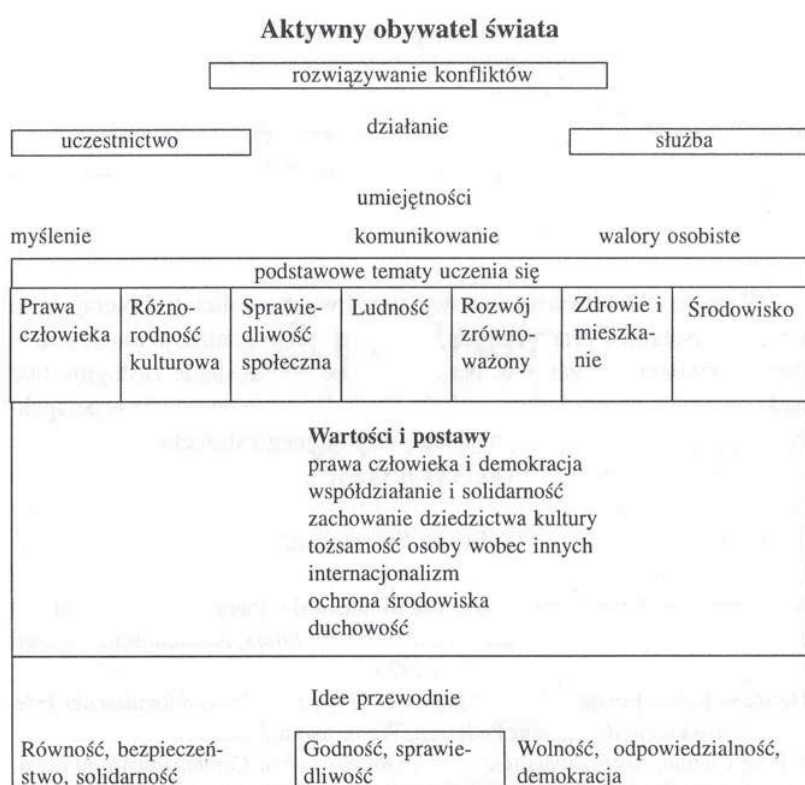 Aktywny obywatel świata
rozwiązywanie konfliktów
działanie
uczestnictwo służba
umiejętności
myślenie komunikowanie walory osobiste
podstawowe tematy uczenia się
Prawa człowieka
Różno-
rodność
kulturowa
Sprawie-
dliwość
społeczna
Ludność
Rozwój
zrówno-
ważony
Zdrowie i
mieszka-
nie
Środowisko
Wartości i postawy
prawa człowieka i demokracja
współdziałanie i solidarność
zachowanie dziedzictwa kultury
tożsamość osoby wobec innych
internacjonalizm
ochrona środowiska
duchowość
Idee przewodnie
Równość, bezpieczeń-
stwo, solidarność
Godność, sprawie-
dliwość
Wolność, odpowiedzialność,
demokracja